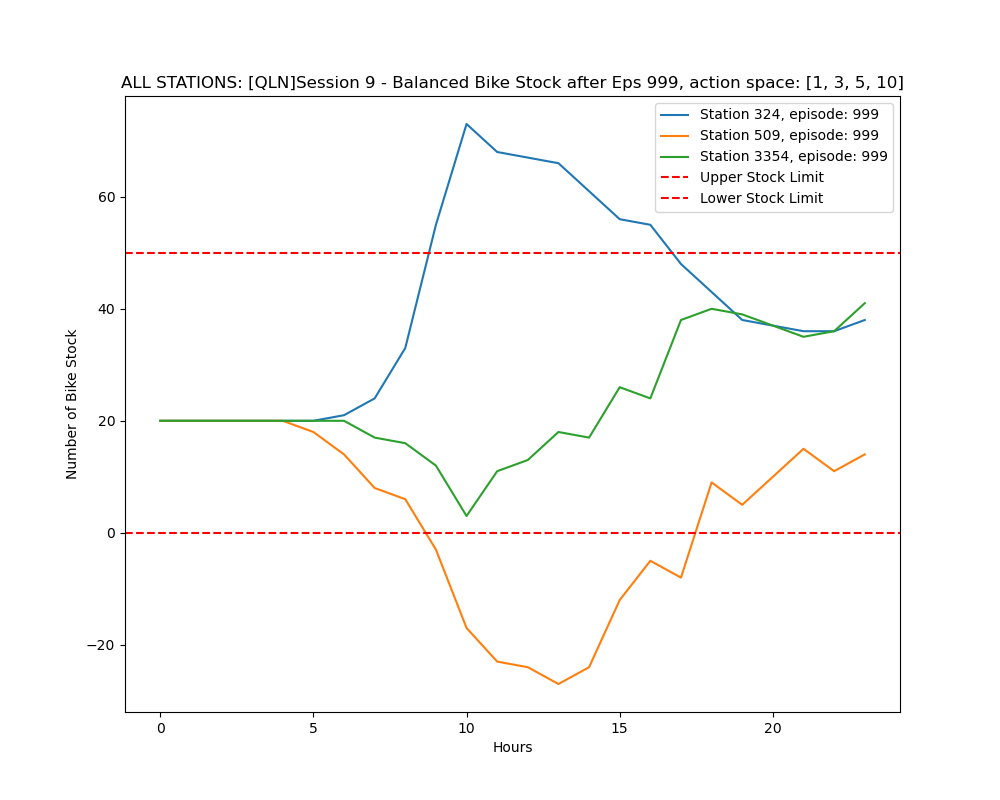 ALL STATIONS: [QLN]Session 9 - Balanced Bike Stock after Eps 999, action space: [1, 3, 5, 10]
Station 324, episode: 999
Station 509, episode: 999
Station 3354, episode: 999
Upper Stock Limit
Lower Stock Limit
60
40
20
0
−20
Number of Bike Stock
0 5 10 15 20
Hours